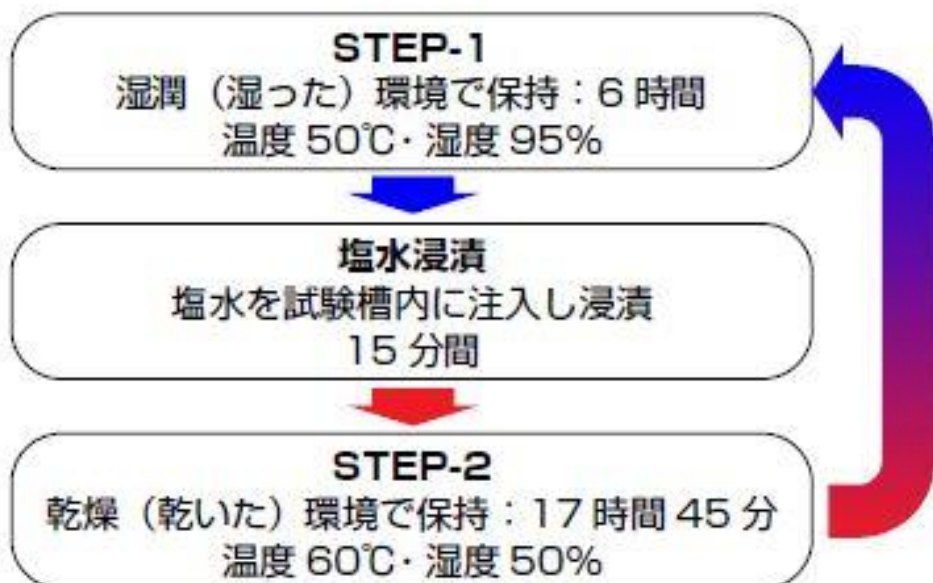 STEP-1
湿潤（湿った）環境で保持：6 時間
温度 50℃・湿度 95%
塩水浸漬
塩水を試験槽内に注入し浸漬
15 分間
STEP-2
乾燥（乾いた）環境で保持：17 時間 45 分
温度 60℃・湿度 50%